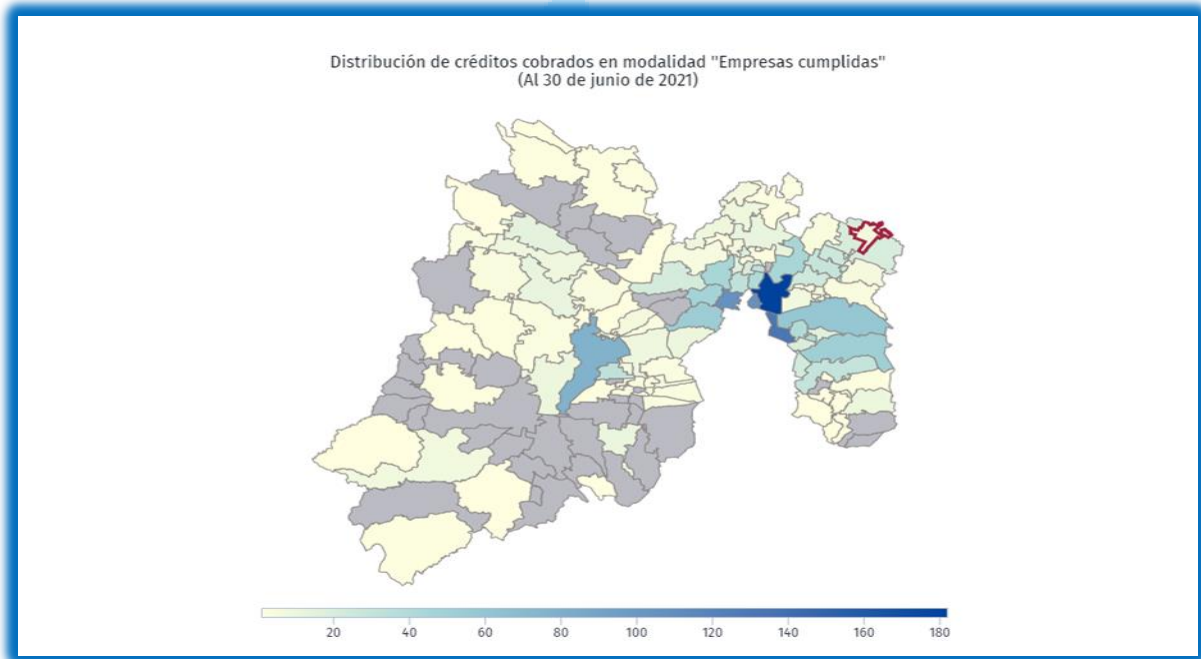 Distribución de créditos cobrados en modalidad "Empresas cumplidas"
(Al 30 de junio de 2021)
20 40 60 80 100 120 140 160 180